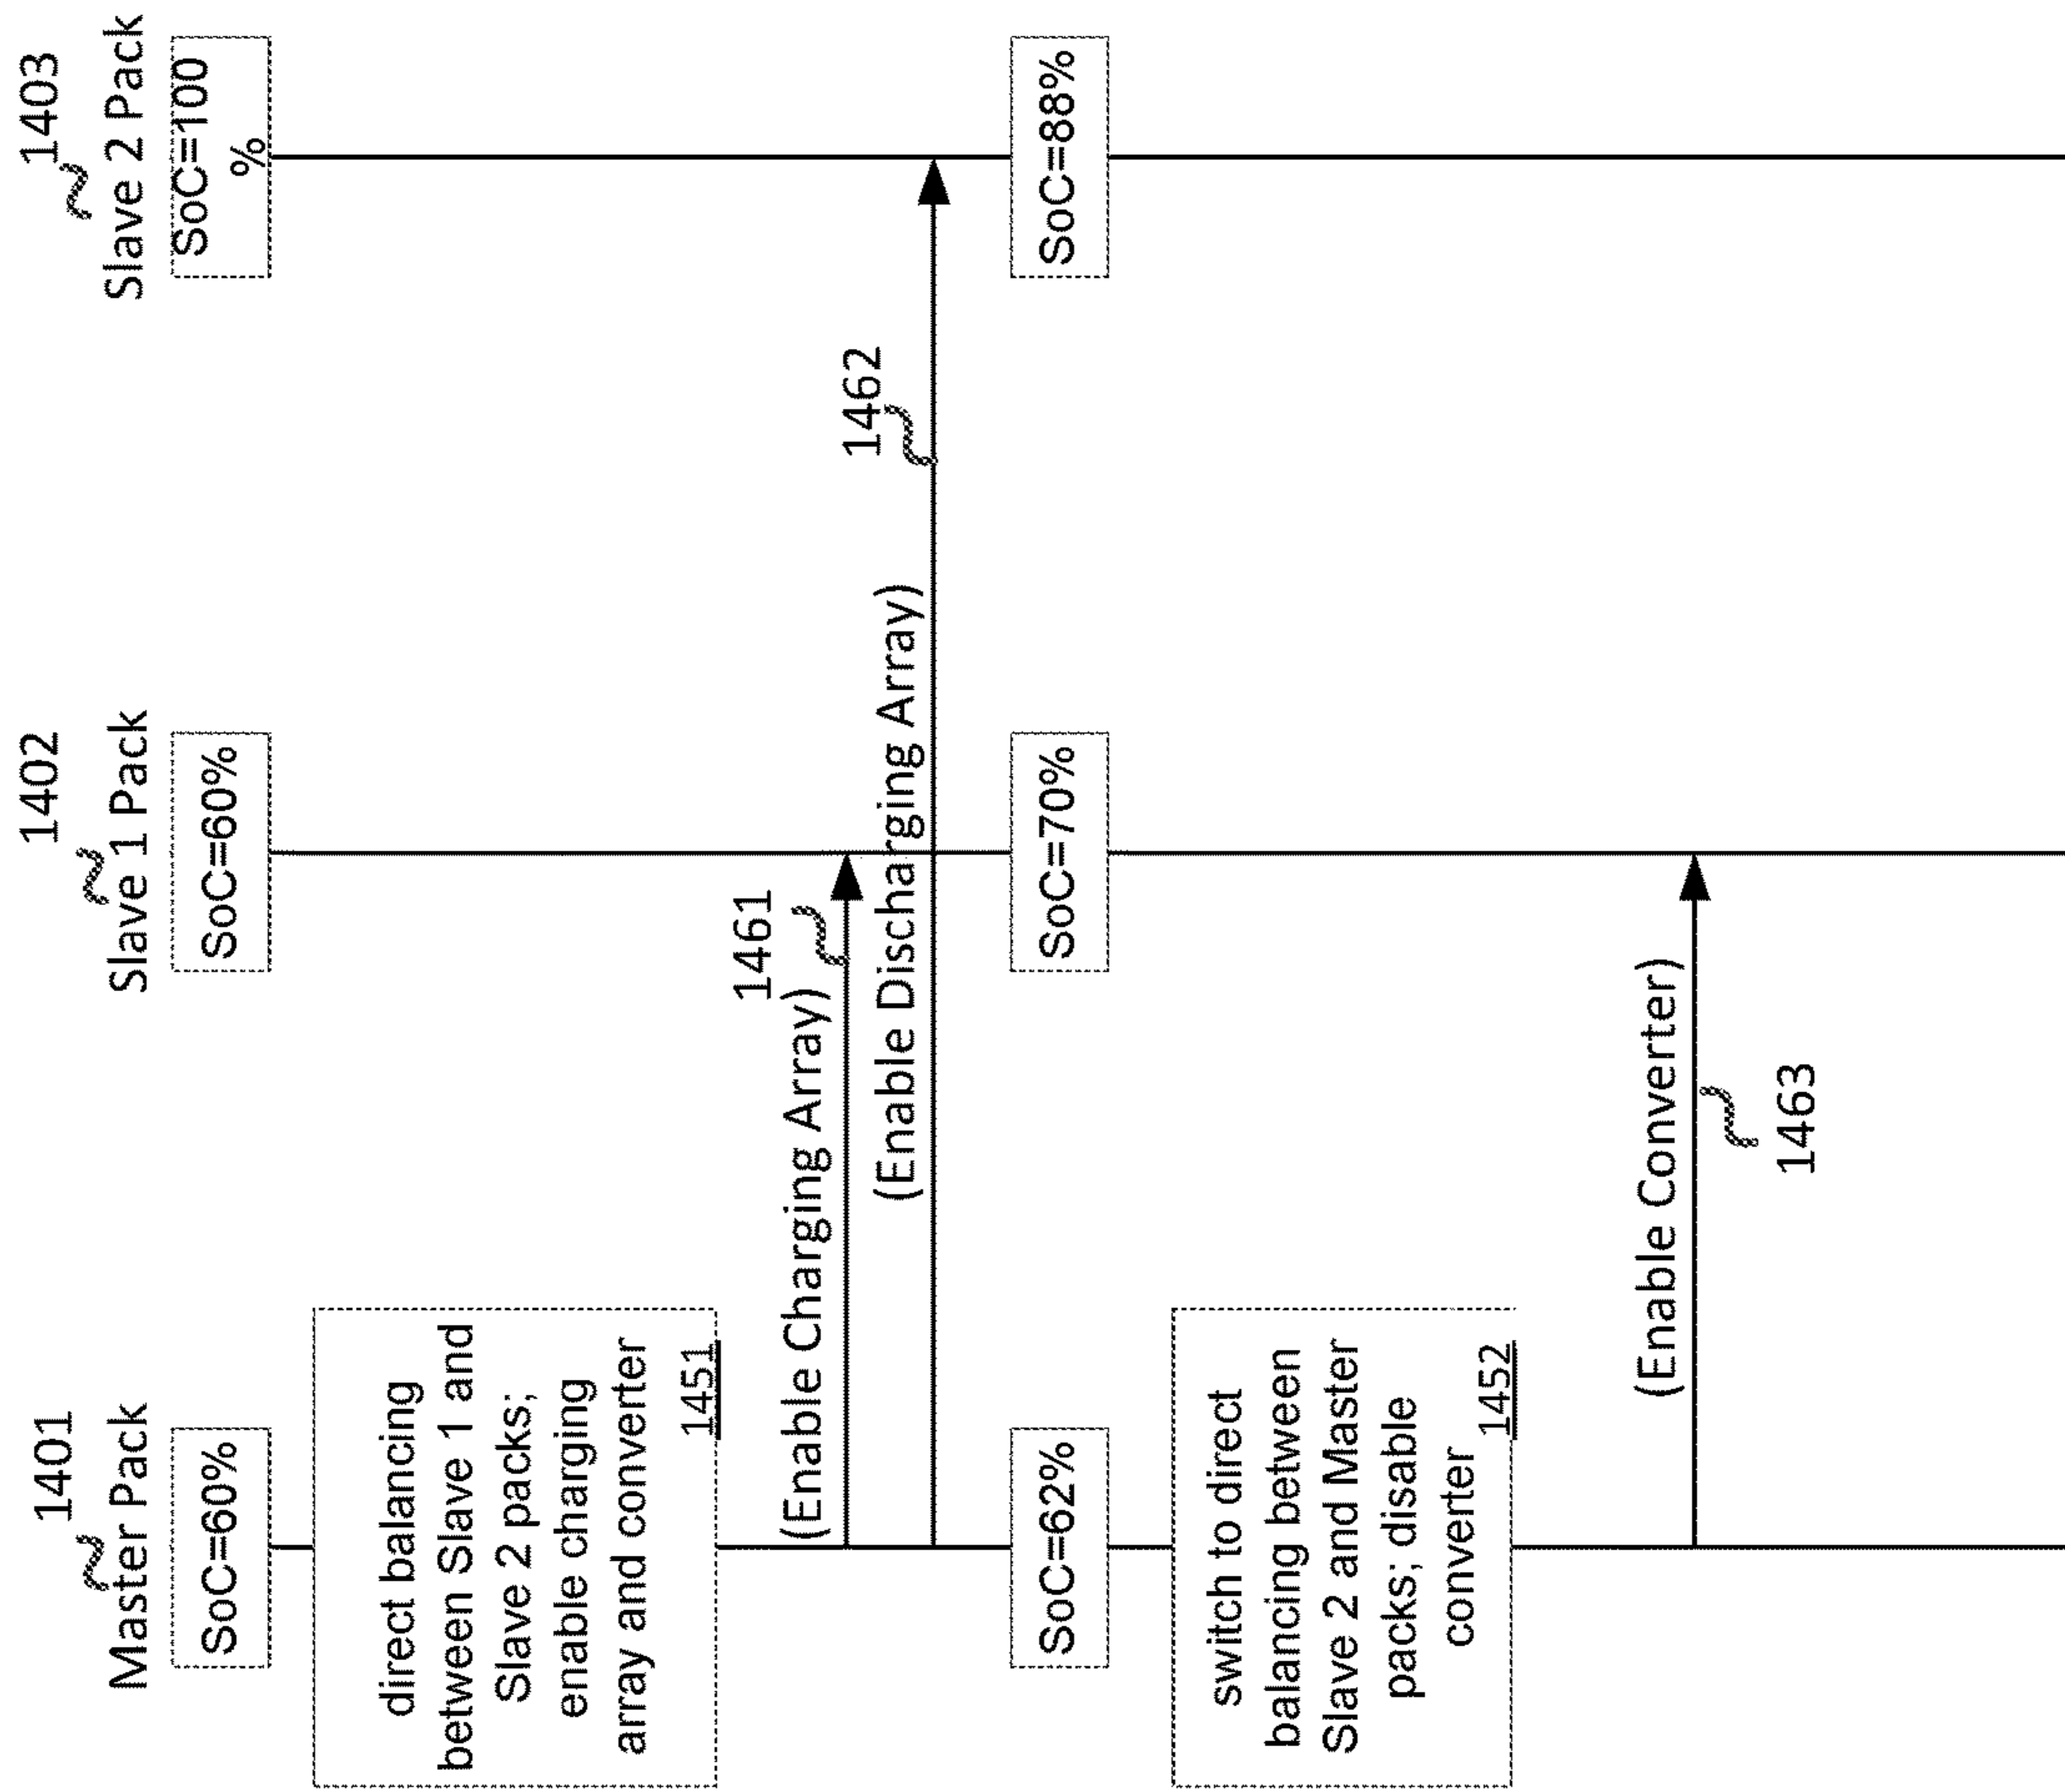 1401
Master Pack
1402
Slave 1 Pack
1403
Slave 2 Pack
SoC=60%
SoC=60%
SoC=100
%
direct balancing
between Slave 1 and
Slave 2 packs;
enable charging
array and converter
1451
1461
(Enable Charging Array)
1462
(Enable Discharging Array)
SoC=62%
SoC=70%
SoC=88%
switch to direct
balancing between
Slave 2 and Master
packs; disable
converter
1452
(Enable Converter)
1463